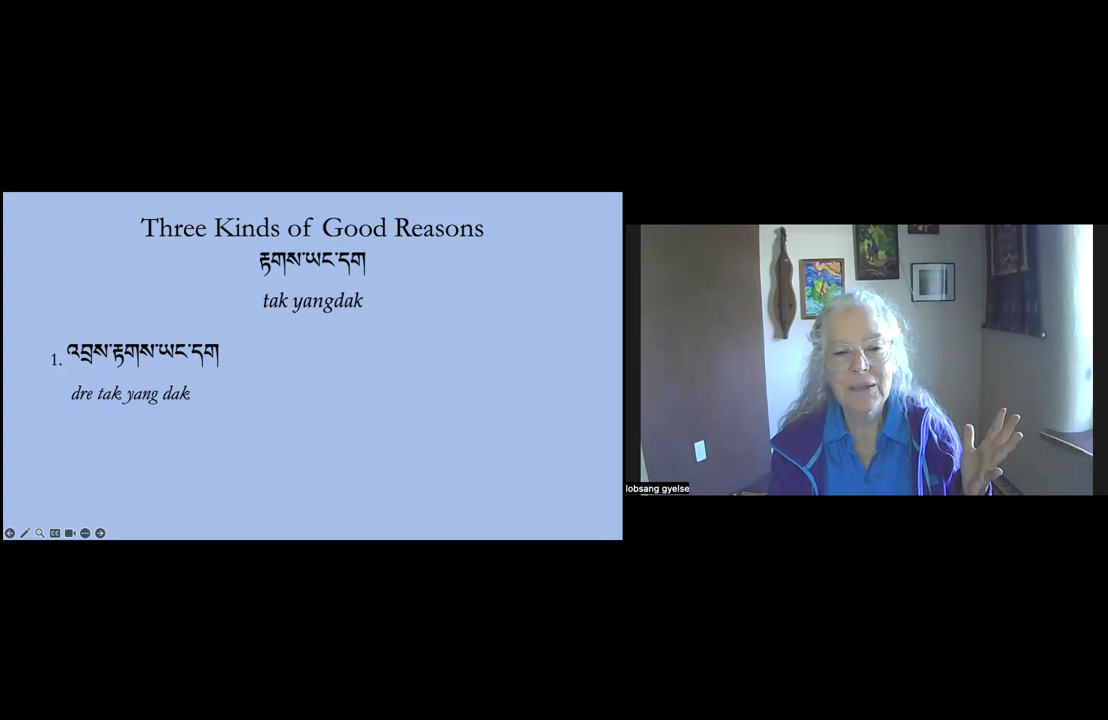 Three Kinds of Good Reasons
རྟགས་ཡང་དག
tak yangdak
1. འབྲས་རྟགས་ཡང་དག
dre tak yang dak
lobsang gyelse